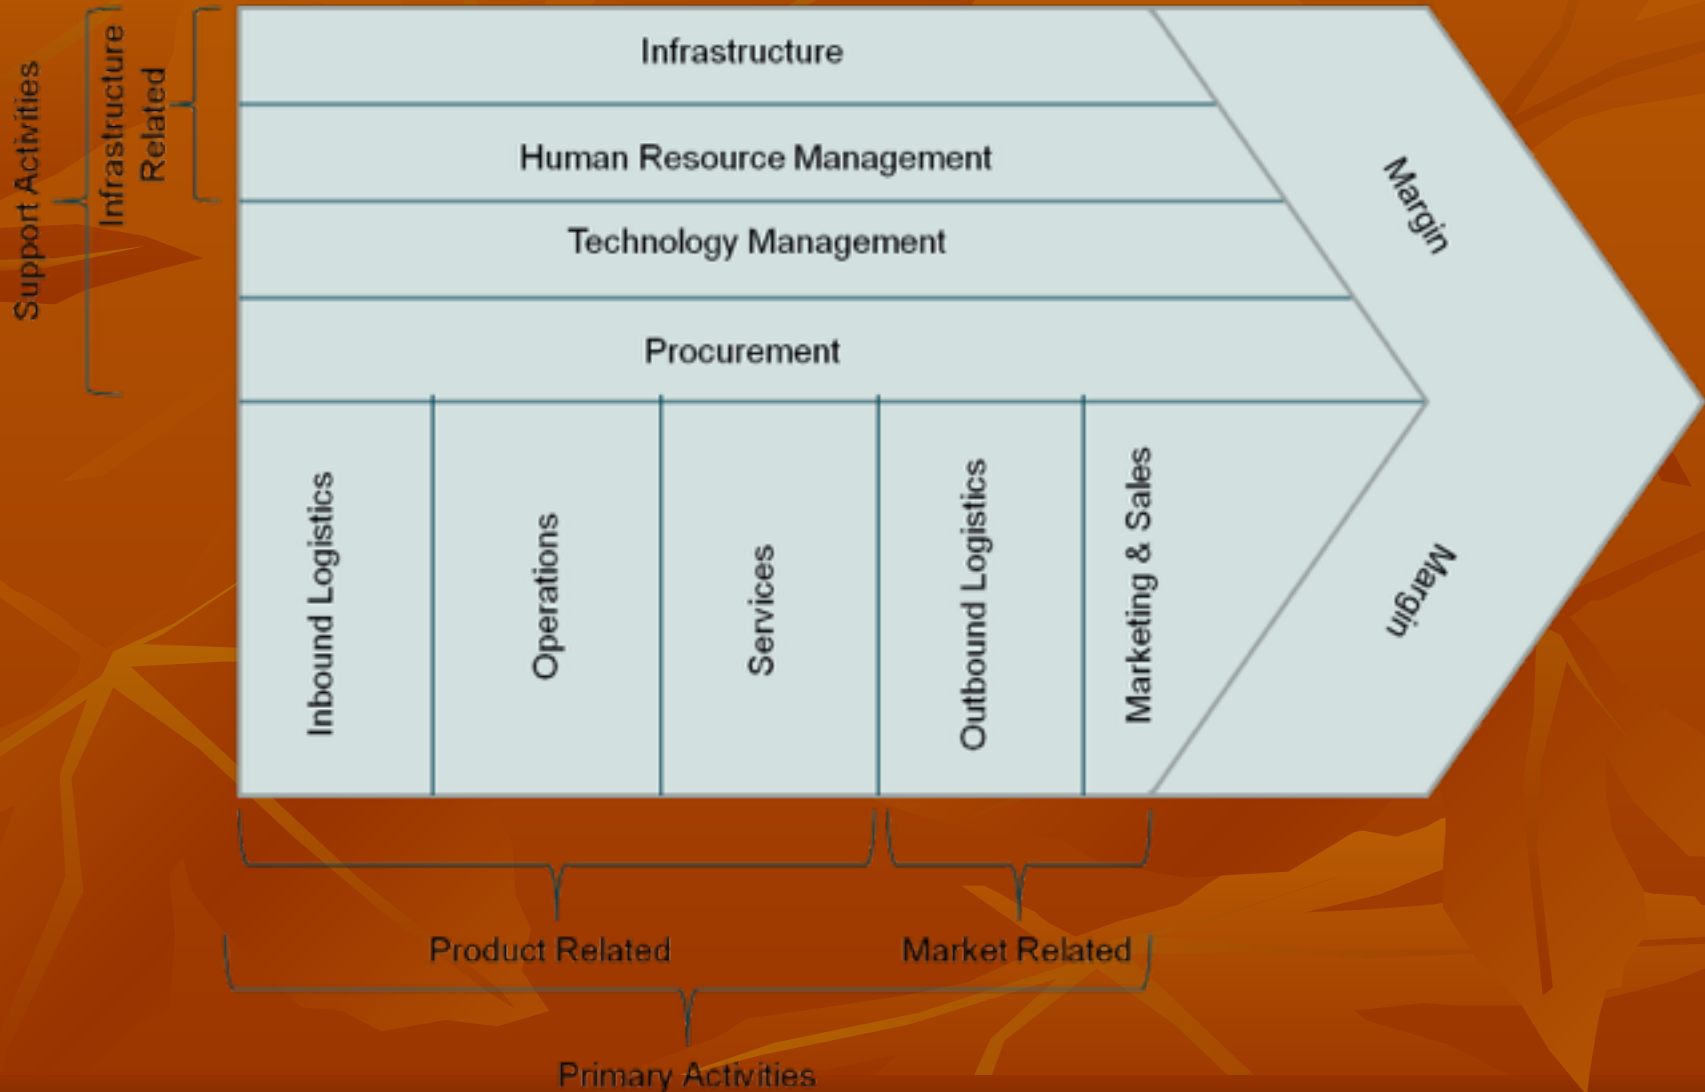 Support Activities
Infrastructure
Related
Infrastructure
Human Resource Management
Technology Management
Procurement
Margin
Inbound Logistics
Operations
Services
Outbound Logistics
Marketing & Sales
Margin
Product Related
Market Related
Primary Activities